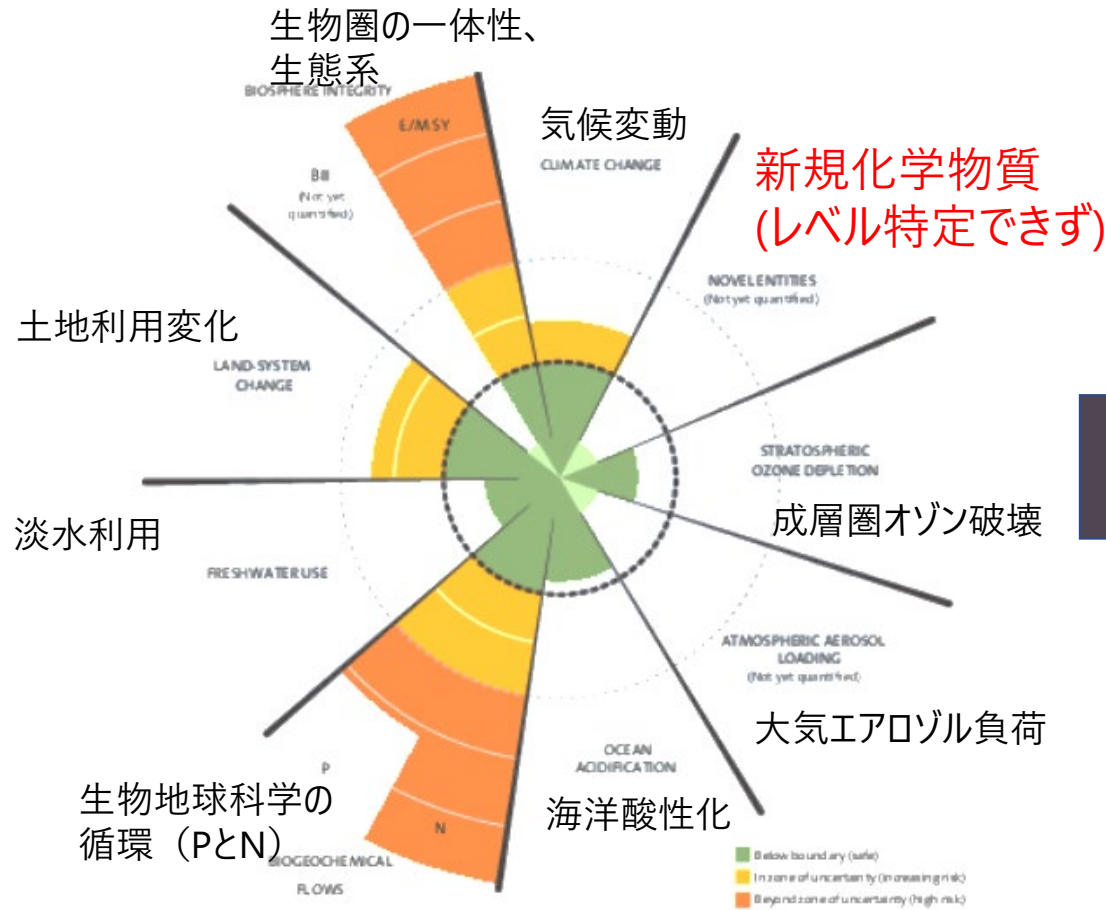 生物圏の一体性、
生態系
BIOSPHERE INTEGRITY
E/MSY
BII
(Not yet
quantified)
気候変動
CLIMATE CHANGE
新規化学物質
(レベル特定できず)
NOVEL ENTITIES
(Not yet quantified)
土地利用変化
LAND-SYSTEM
CHANGE
STRATOSPHERIC
OZONE DEPLETION
成層圏オゾン破壊
淡水利用
FRESHWATER USE
ATMOSPHERIC AEROSOL
LOADING
(Not yet quantified)
大気エアロゾル負荷
OCEAN
ACIDIFICATION
海洋酸性化
P
生物地球科学の
循環（PとN）
N
BIOGEOCHEMICAL
FLOWS
Below boundary (safe)
In zone of uncertainty (increasing risk)
Beyond zone of uncertainty (high risk)